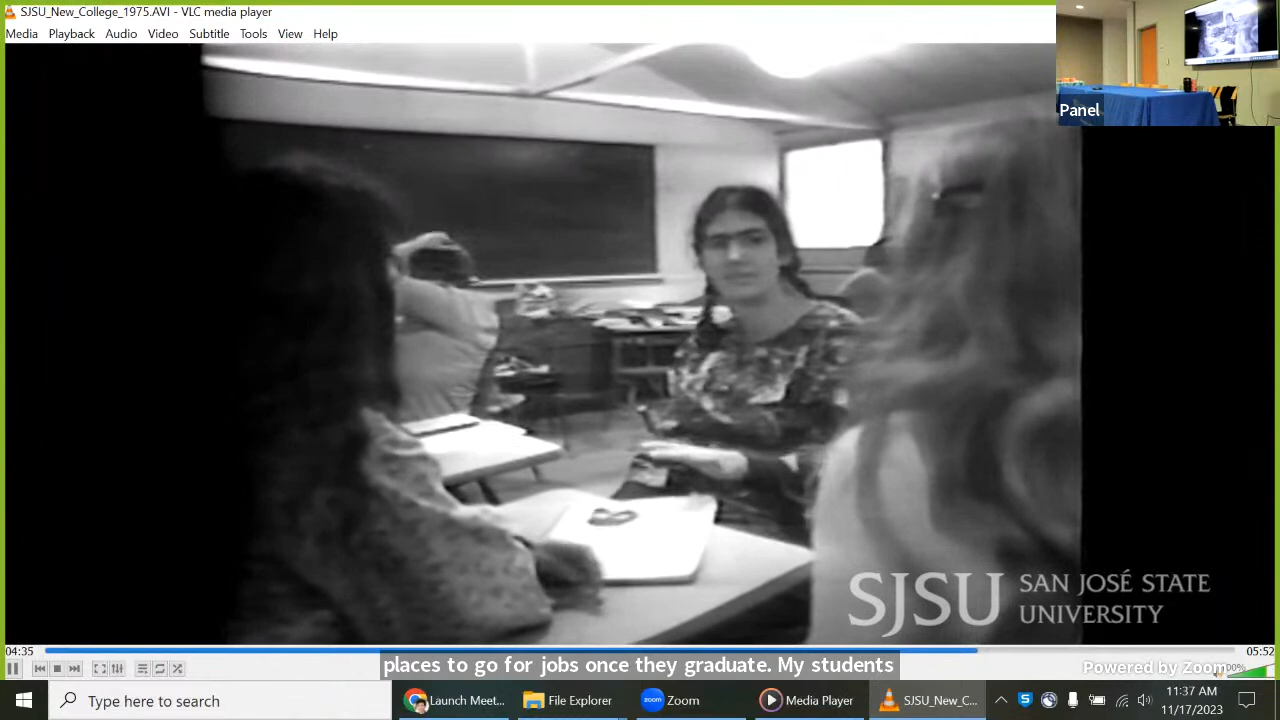 SJSU_New_College_1975.AVI - VLC media player
Media Playback Audio Video Subtitle Tools View Help
Panel
SJSU SAN JOSÉ STATE
UNIVERSITY
04:35
05:52
places to go for jobs once they graduate. My students
Powered by Zoom
Type here to search
Launch Meet...
File Explorer
Zoom
Media Player
SJSU_New_C...
11:37 AM
11/17/2023